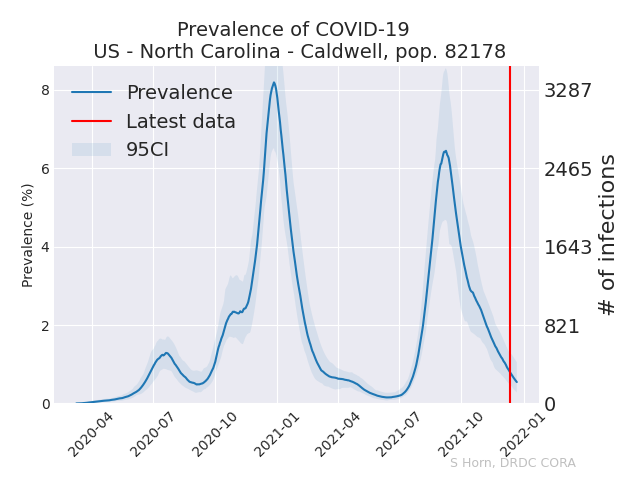 Prevalence of COVID-19
US - North Carolina - Caldwell, pop. 82178
Prevalence
Latest data
95CI
Prevalence (%)
8
6
4
2
0
3287
2465
1643
821
0
# of infections
2020-04
2020-07
2020-10
2021-01
2021-04
2021-07
2021-10
2022-01
S Horn, DRDC CORA